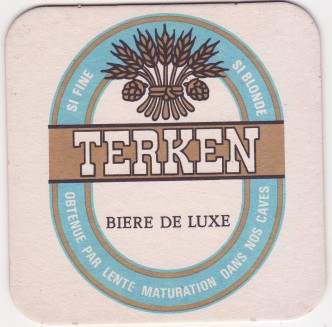 SI FINE
SI BLONDE
TERKEN
BIERE DE LUXE
OBTENUE PAR LENTE MATURATION DANS NOS CAVES